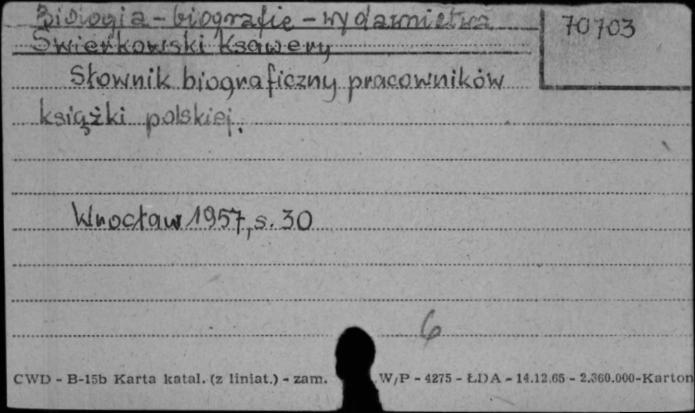 Biologia - biografie - wydawnictwa
70703
Świerkowski Ksawery
Słownik biograficzny pracowników
książki polskiej.
Wrocław 1957, s. 30
6
CWD - B-15b Karta katal. (z liniat.) - zam. W/P - 4275 - ŁDA - 14.12.65 - 2.360.000-Karton